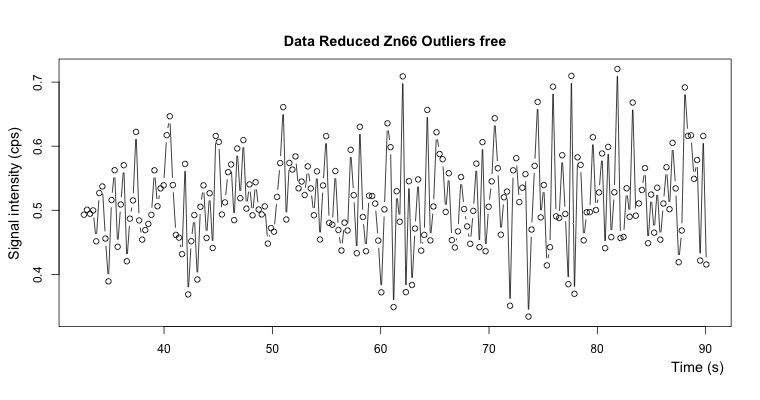 Data Reduced Zn66 Outliers free
Signal intensity (cps)
0.7
0.6
0.5
0.4
40 50 60 70 80 90
Time (s)